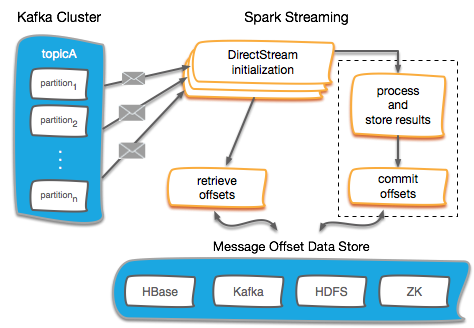 Kafka Cluster
Spark Streaming
topicA
partition1
partition2
partitionn
DirectStream
initialization
process
and
store results
retrieve
offsets
commit
offsets
Message Offset Data Store
HBase
Kafka
HDFS
ZK